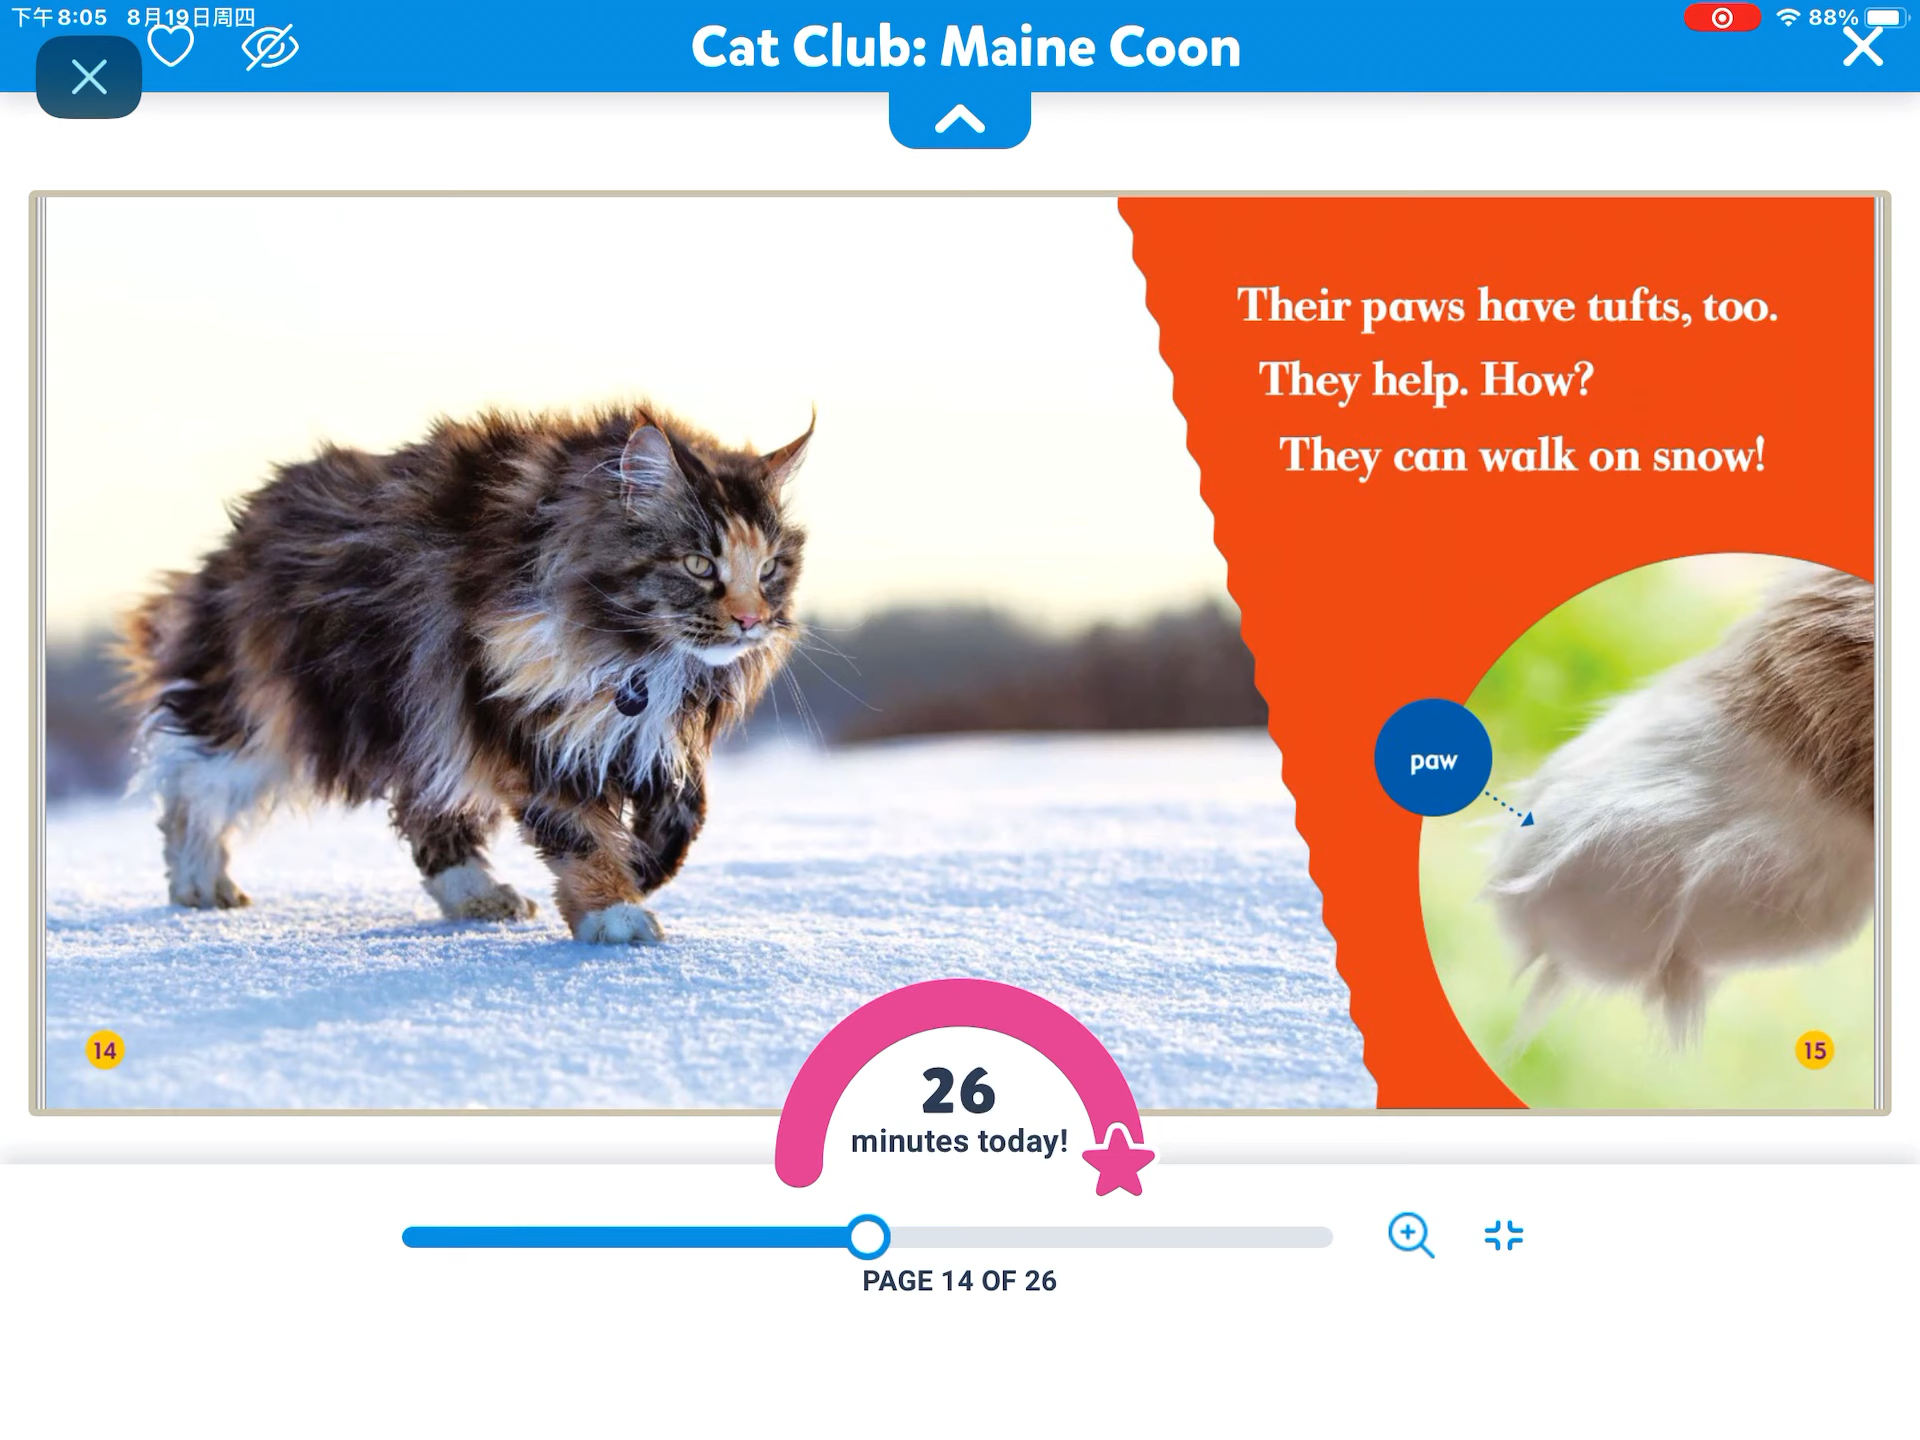 下午8:05 8月19日周四
88%
Cat Club: Maine Coon
Their paws have tufts, too.
They help. How?
They can walk on snow!
paw
14
15
26
minutes today!
PAGE 14 OF 26